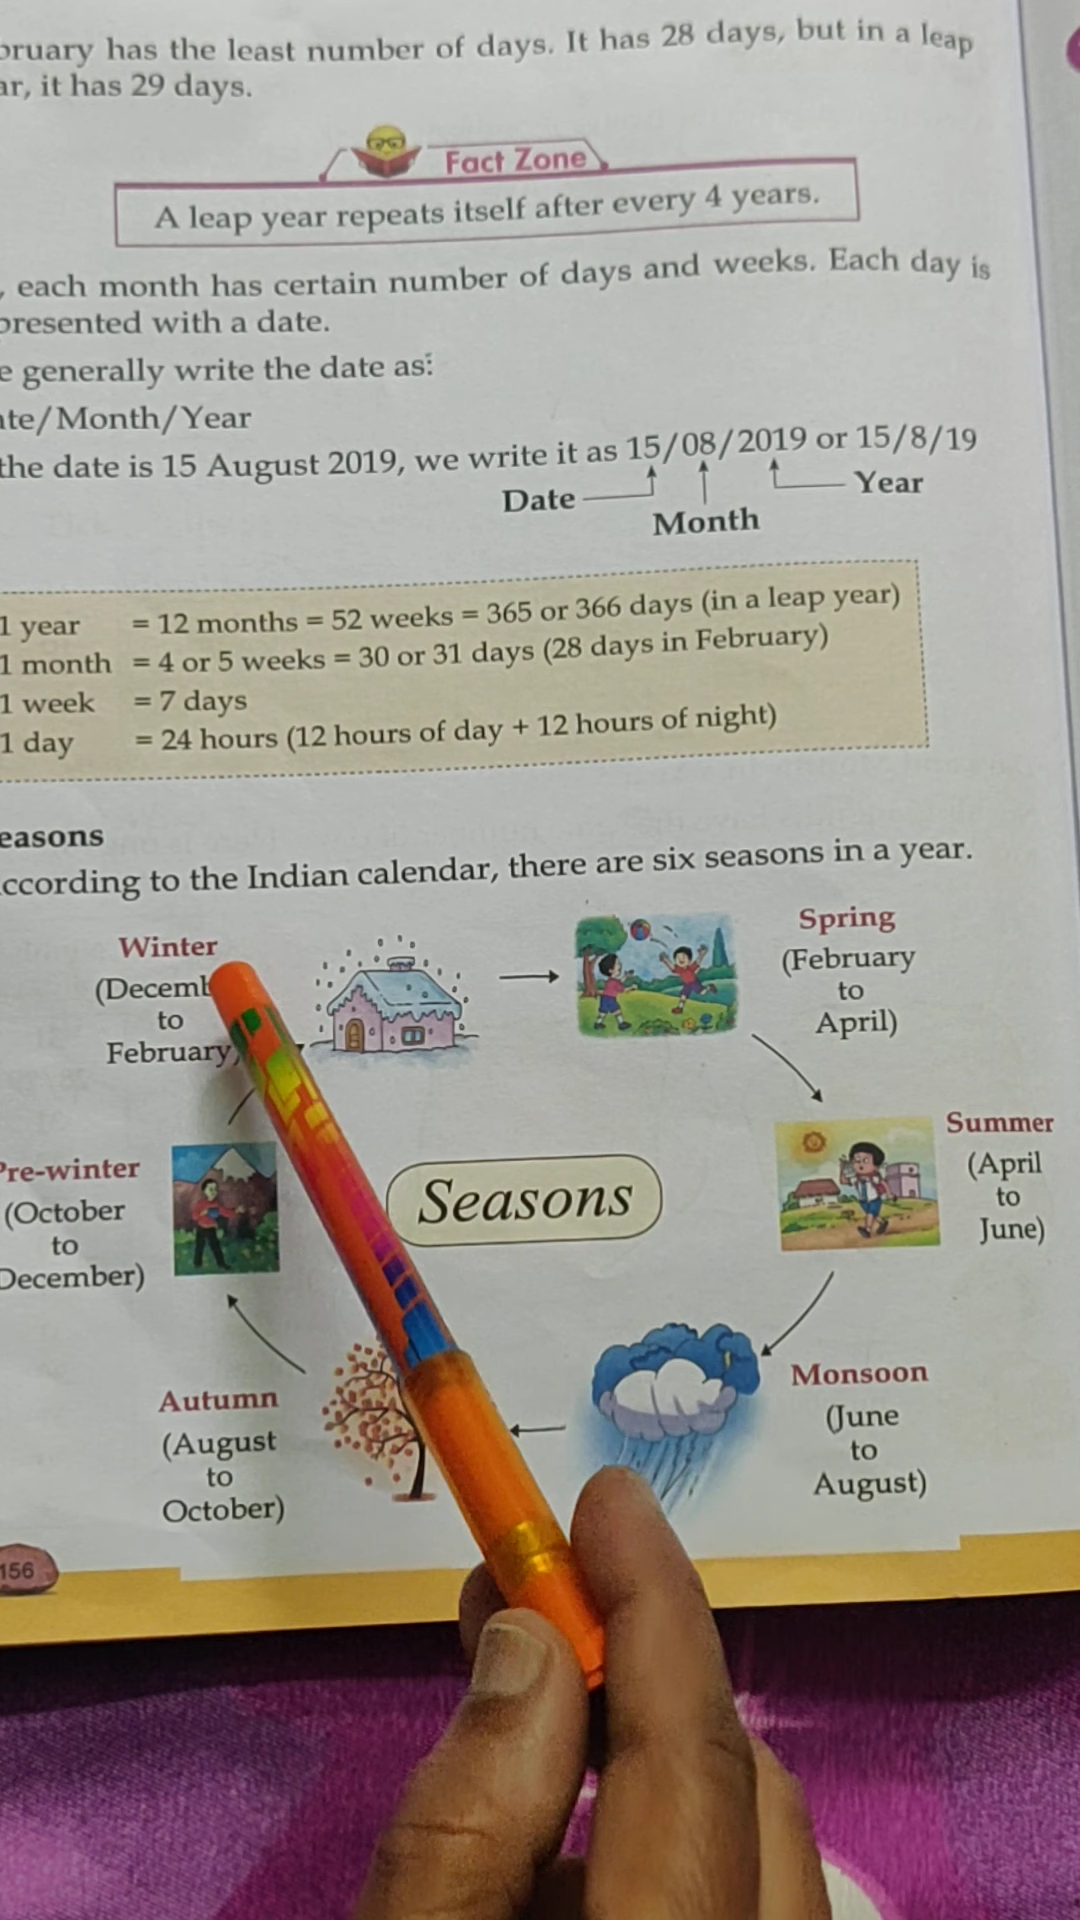 bruary has the least number of days. It has 28 days, but in a leap
ar, it has 29 days.
Fact Zone
A leap year repeats itself after every 4 years.
, each month has certain number of days and weeks. Each day is
presented with a date.
e generally write the date as:
ate/Month/Year
the date is 15 August 2019, we write it as 15/08/2019 or 15/8/19
Date
Month
Year
1 year = 12 months = 52 weeks = 365 or 366 days (in a leap year)
1 month = 4 or 5 weeks = 30 or 31 days (28 days in February)
1 week = 7 days
1 day = 24 hours (12 hours of day + 12 hours of night)
easons
ccording to the Indian calendar, there are six seasons in a year.
Winter
(Decemb
to
February)
Spring
(February
to
April)
Summer
(April
to
June)
Monsoon
(June
to
August)
Autumn
(August
to
October)
Pre-winter
(October
to
December)
Seasons
156